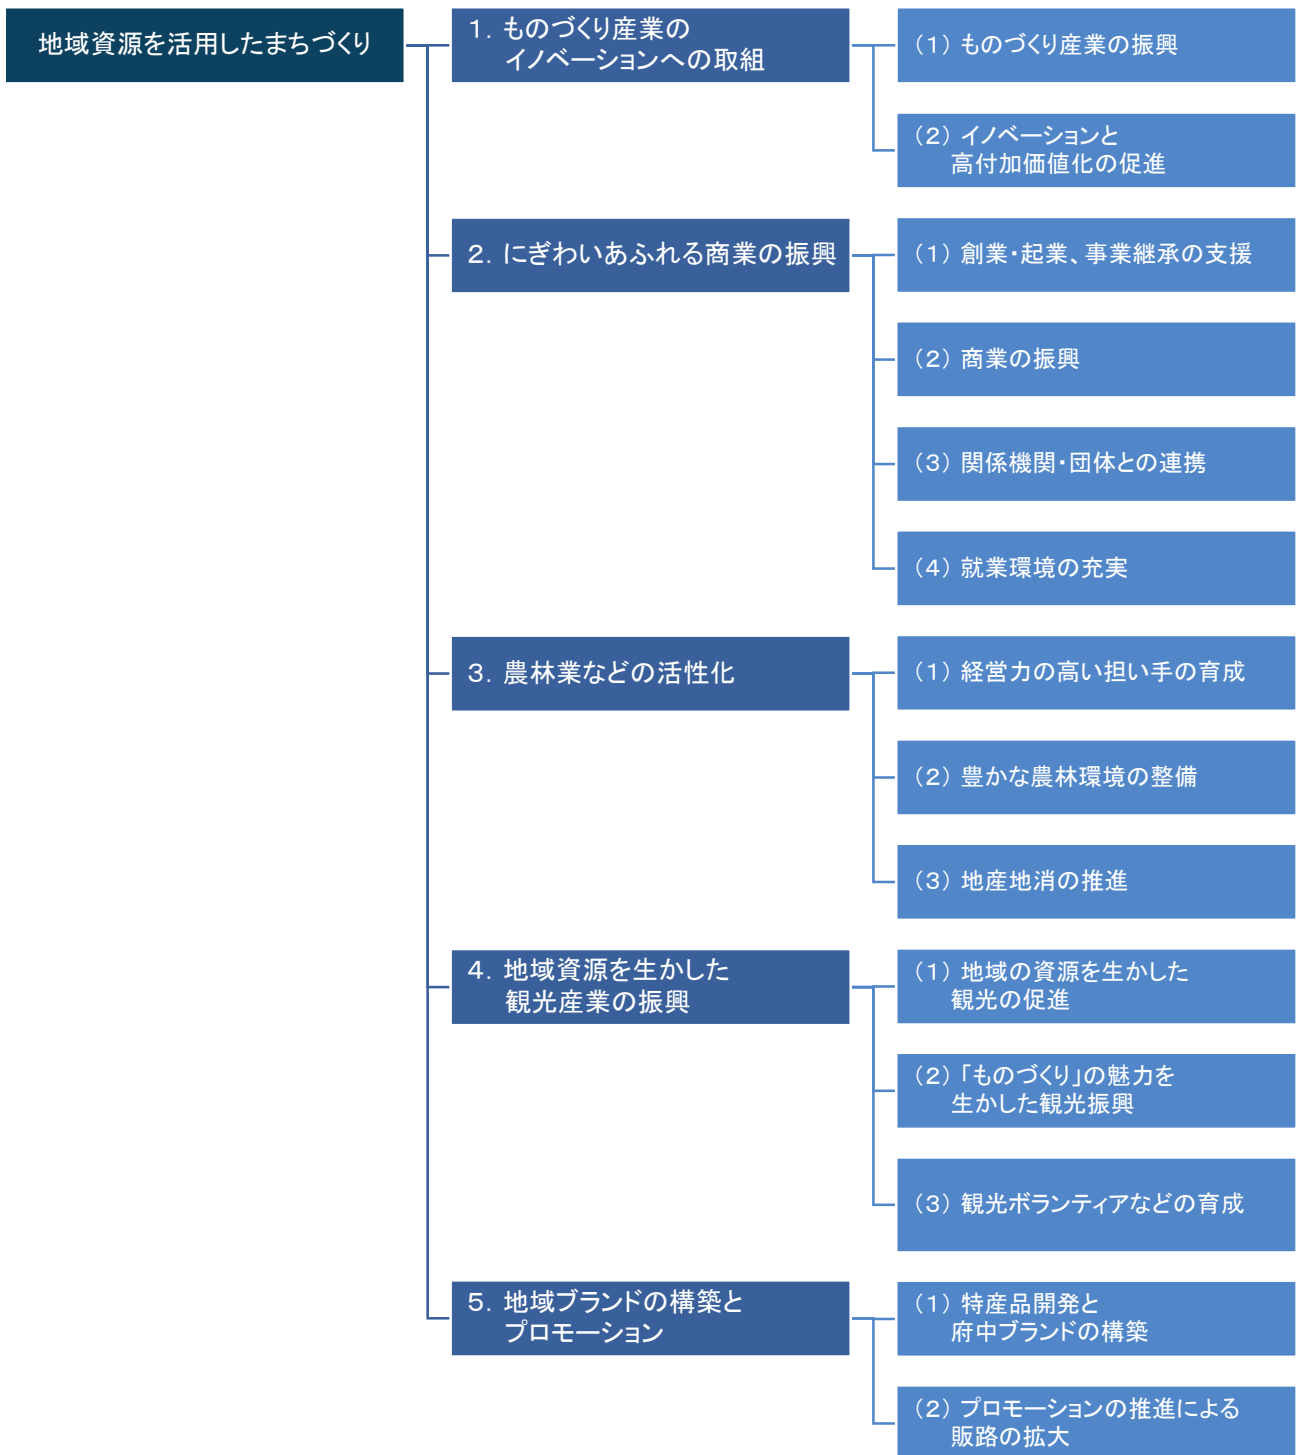 地域資源を活用したまちづくり
1. ものづくり産業の
イノベーションへの取組
(1) ものづくり産業の振興
(2) イノベーションと
高付加価値化の促進
2. にぎわいあふれる商業の振興
(1) 創業・起業、事業継承の支援
(2) 商業の振興
(3) 関係機関・団体との連携
(4) 就業環境の充実
3. 農林業などの活性化
(1) 経営力の高い担い手の育成
(2) 豊かな農林環境の整備
(3) 地産地消の推進
4. 地域資源を生かした
観光産業の振興
(1) 地域の資源を生かした
観光の促進
(2) 「ものづくり」の魅力を
生かした観光振興
(3) 観光ボランティアなどの育成
5. 地域ブランドの構築と
プロモーション
(1) 特産品開発と
府中ブランドの構築
(2) プロモーションの推進による
販路の拡大